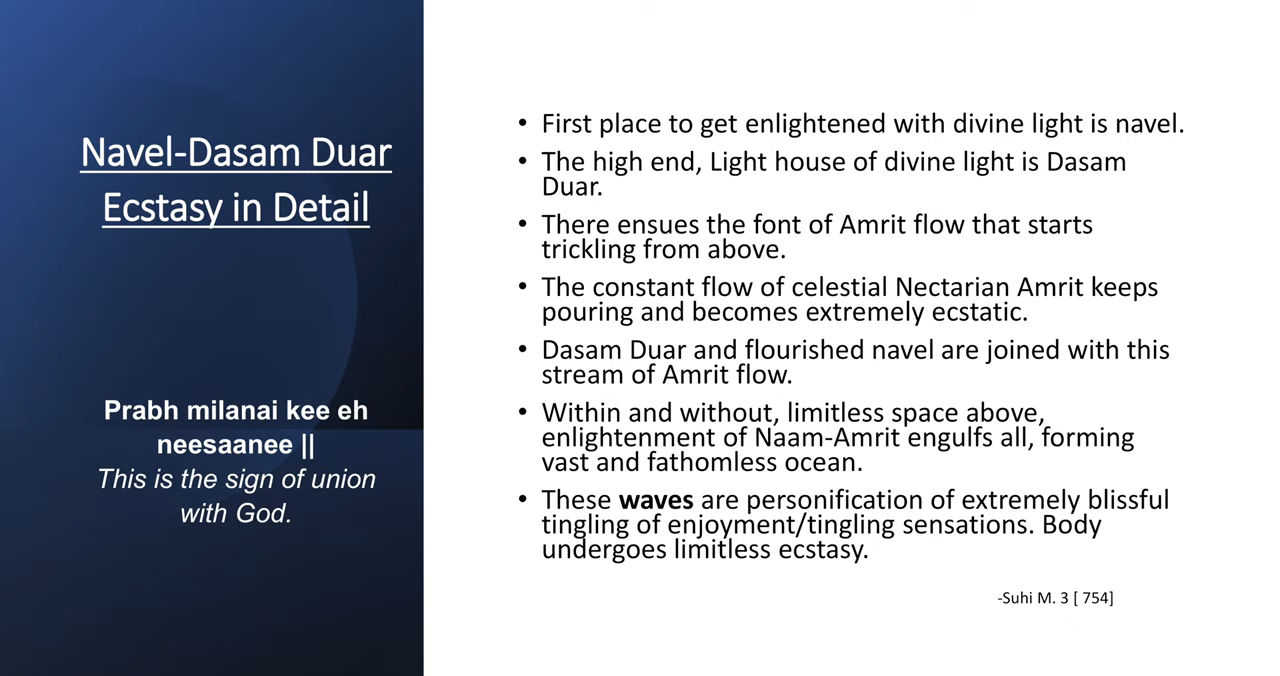 Navel-Dasam Duar
Ecstasy in Detail
Prabh milanai kee eh
neesaanee ||
This is the sign of union
with God.
• First place to get enlightened with divine light is navel.
• The high end, Light house of divine light is Dasam
Duar.
• There ensues the font of Amrit flow that starts
trickling from above.
• The constant flow of celestial Nectarian Amrit keeps
pouring and becomes extremely ecstatic.
• Dasam Duar and flourished navel are joined with this
stream of Amrit flow.
• Within and without, limitless space above,
enlightenment of Naam-Amrit engulfs all, forming
vast and fathomless ocean.
• These waves are personification of extremely blissful
tingling of enjoyment/tingling sensations. Body
undergoes limitless ecstasy.
-Suhi M. 3 [ 754]